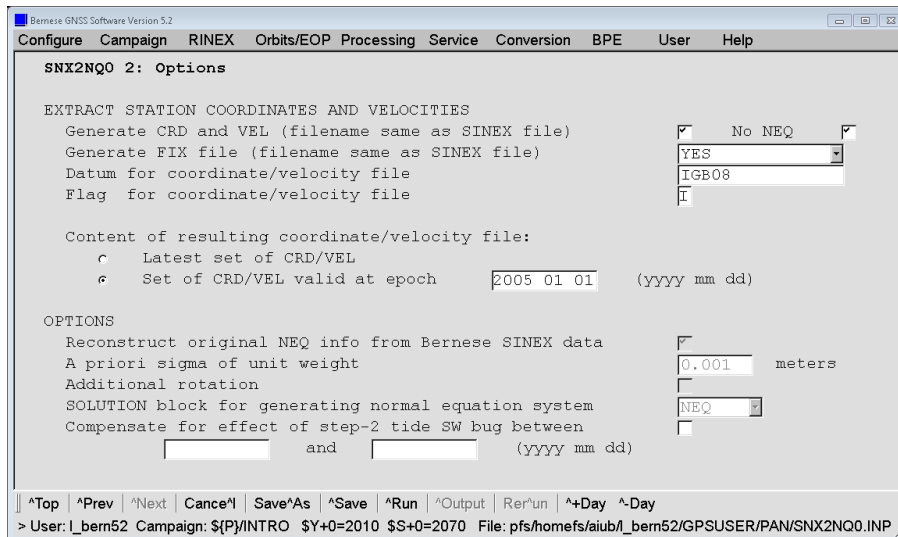 Bernese GNSS Software Version 5.2
Configure Campaign RINEX Orbits/EOP Processing Service Conversion BPE User Help
SNX2NQ0 2: Options
EXTRACT STATION COORDINATES AND VELOCITIES
Generate CRD and VEL (filename same as SINEX file) No NEQ
Generate FIX file (filename same as SINEX file) YES
Datum for coordinate/velocity file IGB08
Flag for coordinate/velocity file I
Content of resulting coordinate/velocity file:
Latest set of CRD/VEL
Set of CRD/VEL valid at epoch 2005 01 01 (yyyy mm dd)
OPTIONS
Reconstruct original NEQ info from Bernese SINEX data
A priori sigma of unit weight 0.001 meters
Additional rotation
SOLUTION block for generating normal equation system NEQ
Compensate for effect of step-2 tide SW bug between
and (yyyy mm dd)
^Top | ^Prev | ^Next | Cance^l | Save^As | ^Save | ^Run | ^Output | Rer^un | ^+Day ^-Day
> User: l_bern52 Campaign: ${P}/INTRO $Y+0=2010 $S+0=2070 File: pfs/homefs/aiub/l_bern52/GPSUSER/PAN/SNX2NQ0.INP